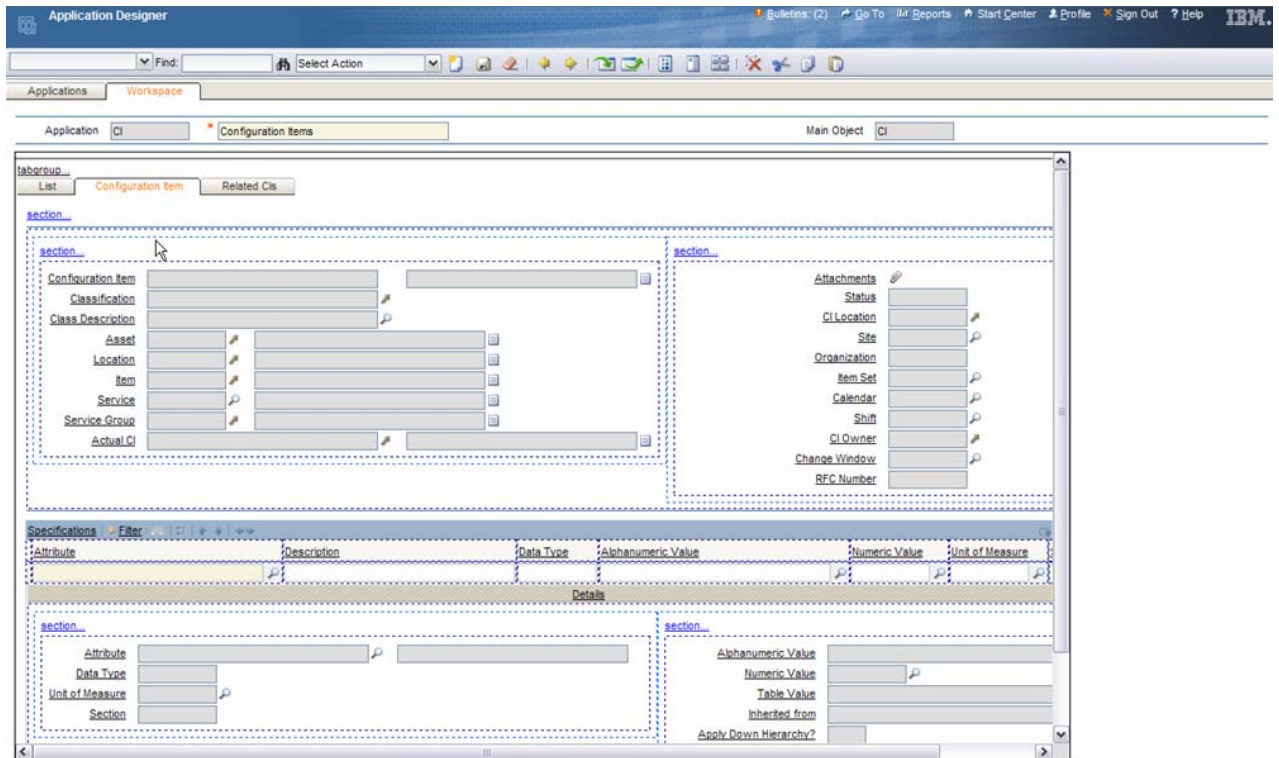 Application Designer
Bulletins: (2) Go To Reports Start Center Profile Sign Out ? Help IBM.
Find: Select Action
Applications Workspace
Application CI * Configuration Items Main Object CI
tabgroup...
List Configuration Item Related CIs
section...
section... section...
Configuration Item Attachments
Classification Status
Class Description CI Location
Asset Site
Location Organization
Item Item Set
Service Calendar
Service Group Shift
Actual CI CI Owner
Change Window
RFC Number
Specifications Filter
Attribute Description Data Type Alphanumeric Value Numeric Value Unit of Measure
Details
section... section...
Attribute Alphanumeric Value
Data Type Numeric Value
Unit of Measure Table Value
Section Inherited from
Apply Down Hierarchy?